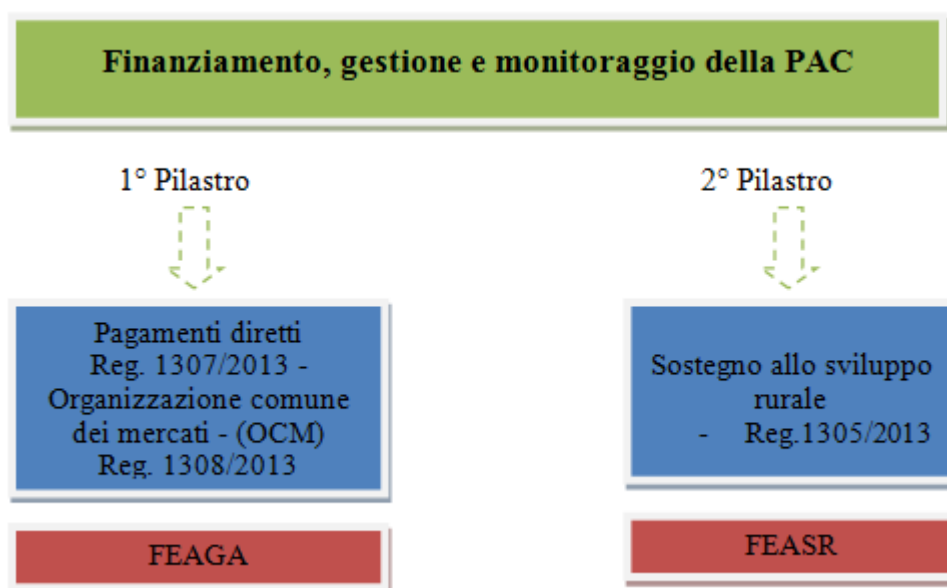 Finanziamento, gestione e monitoraggio della PAC
1° Pilastro
2° Pilastro
Pagamenti diretti
Reg. 1307/2013 -
Organizzazione comune
dei mercati - (OCM)
Reg. 1308/2013
Sostegno allo sviluppo
rurale
- Reg.1305/2013
FEAGA
FEASR